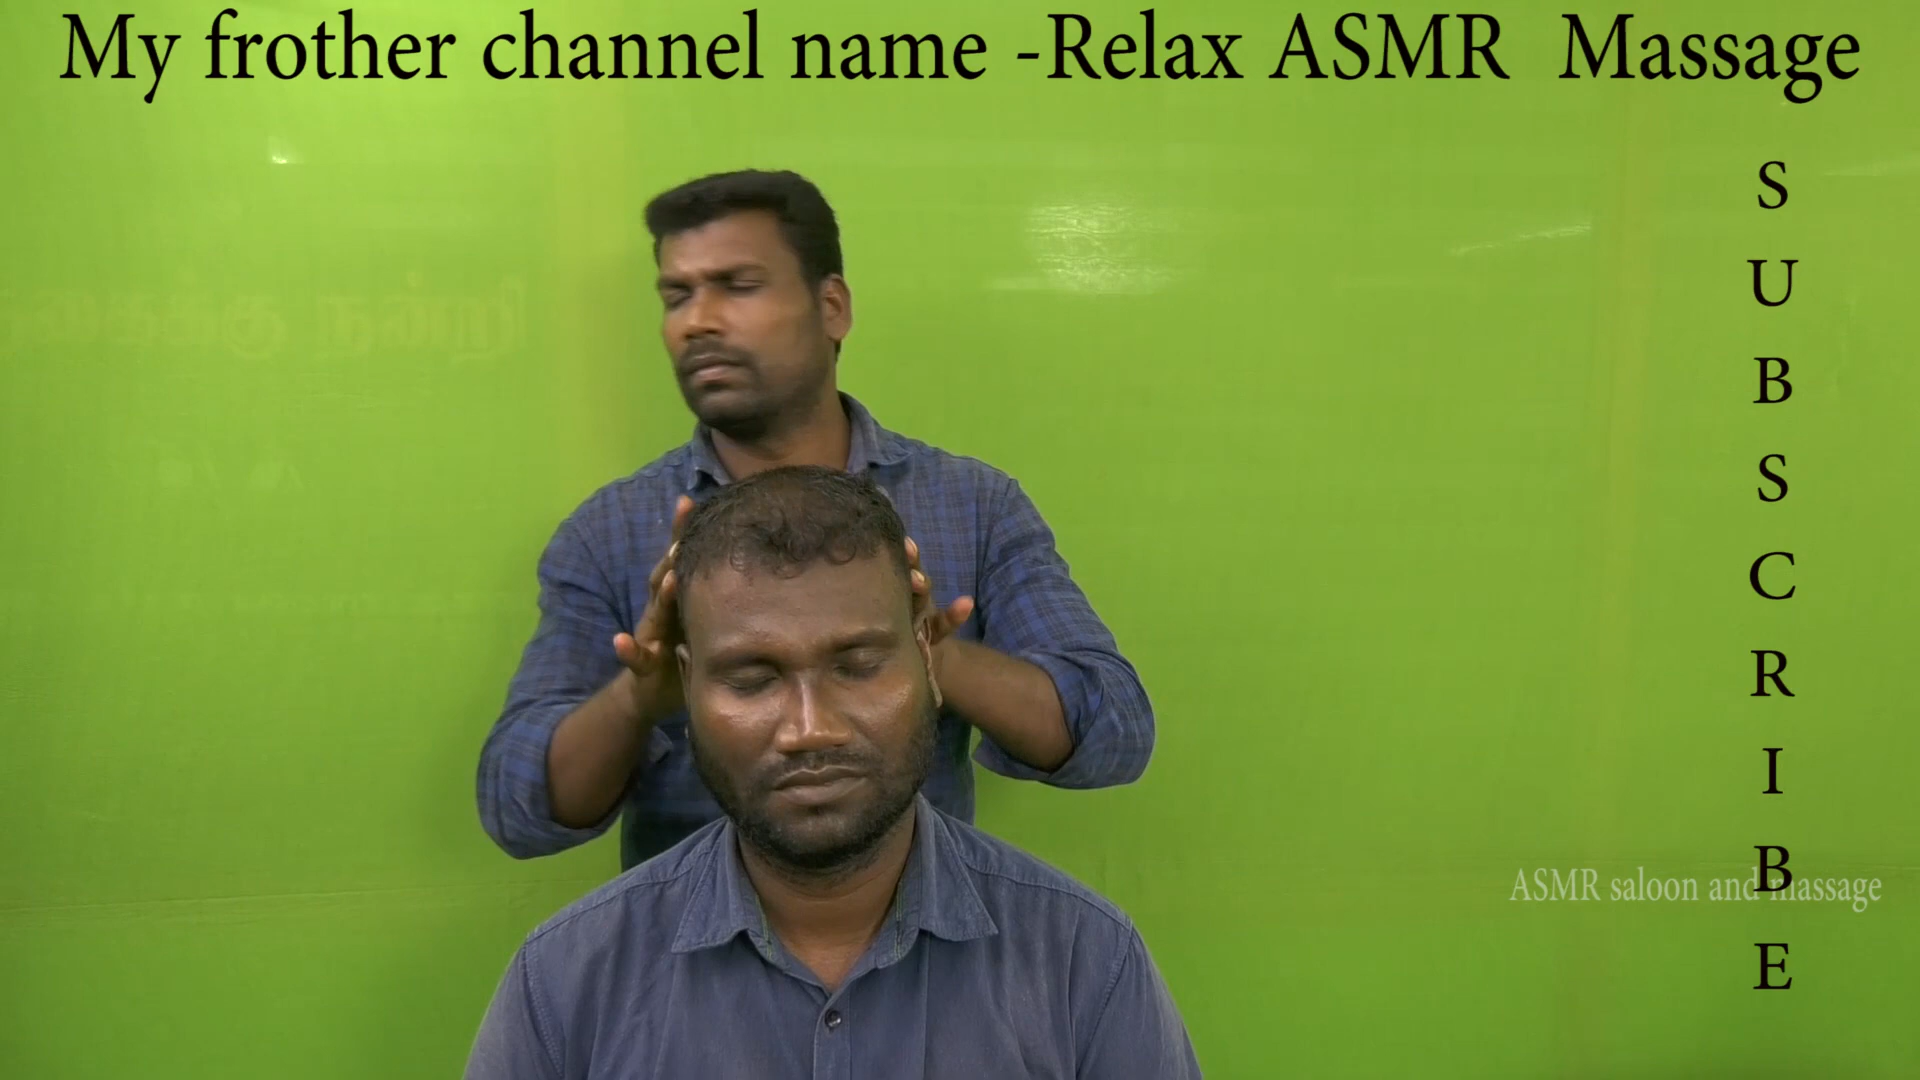 My frother channel name -Relax ASMR Massage
S
U
B
S
C
R
I
B
E
ASMR saloon and massage